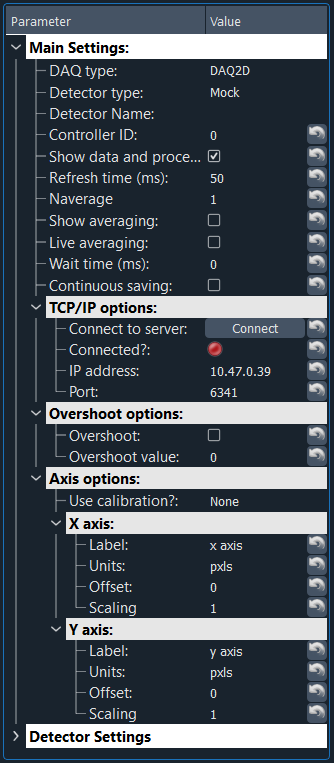 Parameter Value
Main Settings:
DAQ type: DAQ2D
Detector type: Mock
Detector Name:
Controller ID: 0
Show data and proce...
Refresh time (ms): 50
Naverage 1
Show averaging:
Live averaging:
Wait time (ms): 0
Continuous saving:
TCP/IP options:
Connect to server: Connect
Connected?:
IP address: 10.47.0.39
Port: 6341
Overshoot options:
Overshoot:
Overshoot value: 0
Axis options:
Use calibration?: None
X axis:
Label: x axis
Units: pxls
Offset: 0
Scaling 1
Y axis:
Label: y axis
Units: pxls
Offset: 0
Scaling 1
Detector Settings